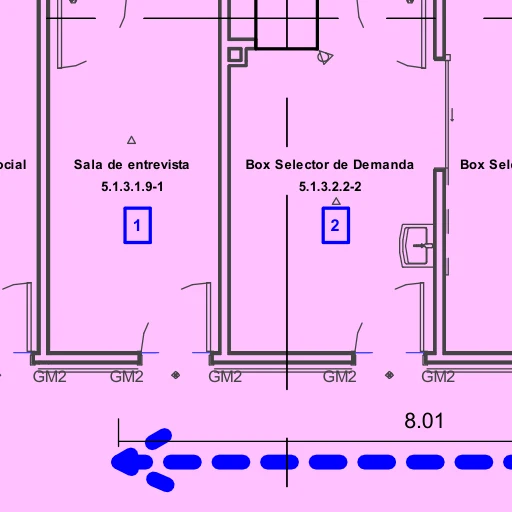 ocial Sala de entrevista Box Selector de Demanda Box Sele
5.1.3.1.9-1 5.1.3.2.2-2
1 2
GM2 GM2 GM2 GM2 GM2
8.01